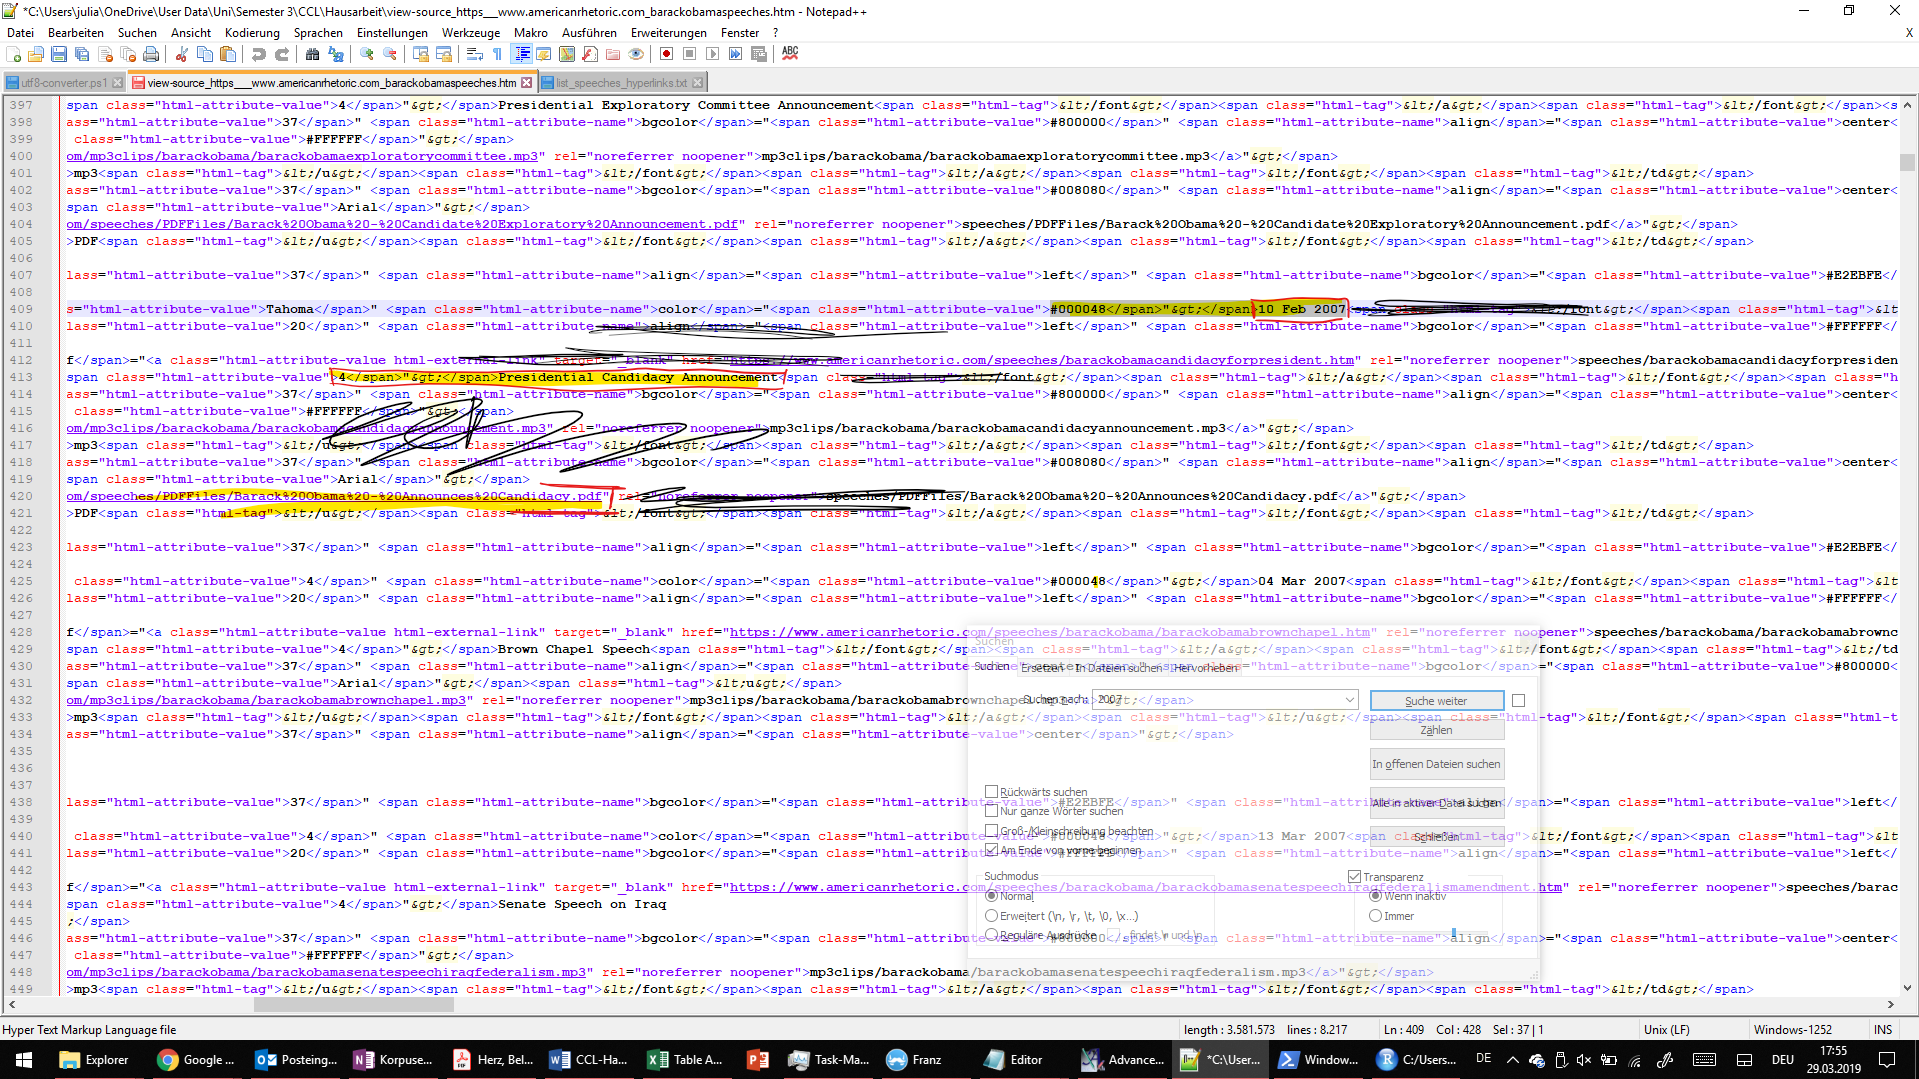 *C:\Users\julia\OneDrive\User Data\Uni\Semester 3\CCL\Hausarbeit\view-source_https___www.americanrhetoric.com_barackobamaspeeches.htm - Notepad++
Datei Bearbeiten Suchen Ansicht Kodierung Sprachen Einstellungen Werkzeuge Makro Ausführen Erweiterungen Fenster ? X
utf8-converter.ps1 view-source_https___www.americanrhetoric.com_barackobamaspeeches.htm list_speeches_hyperlinks.txt
397 span class="html-attribute-value">4</span>"&gt;</span>Presidential Exploratory Committee Announcement<span class="html-tag">&lt;/font&gt;</span><span class="html-tag">&lt;/a&gt;</span><span class="html-tag">&lt;/font&gt;</span><s
398 ass="html-attribute-value">37</span>" <span class="html-attribute-name">bgcolor</span>="<span class="html-attribute-value">#800000</span>" <span class="html-attribute-name">align</span>="<span class="html-attribute-value">center<
399 class="html-attribute-value">#FFFFFF</span>"&gt;</span>
400 om/mp3clips/barackobama/barackobamaexploratorycommittee.mp3" rel="noreferrer noopener">mp3clips/barackobama/barackobamaexploratorycommittee.mp3</a>"&gt;</span>
401 >mp3<span class="html-tag">&lt;/u&gt;</span><span class="html-tag">&lt;/font&gt;</span><span class="html-tag">&lt;/a&gt;</span><span class="html-tag">&lt;/font&gt;</span><span class="html-tag">&lt;/td&gt;</span>
402 ass="html-attribute-value">37</span>" <span class="html-attribute-name">bgcolor</span>="<span class="html-attribute-value">#008080</span>" <span class="html-attribute-name">align</span>="<span class="html-attribute-value">center<
403 span class="html-attribute-value">Arial</span>"&gt;</span>
404 om/speeches/PDFFiles/Barack%20Obama%20-%20Candidate%20Exploratory%20Announcement.pdf" rel="noreferrer noopener">speeches/PDFFiles/Barack%20Obama%20-%20Candidate%20Exploratory%20Announcement.pdf</a>"&gt;</span>
405 >PDF<span class="html-tag">&lt;/u&gt;</span><span class="html-tag">&lt;/font&gt;</span><span class="html-tag">&lt;/a&gt;</span><span class="html-tag">&lt;/font&gt;</span><span class="html-tag">&lt;/td&gt;</span>
406
407 lass="html-attribute-value">37</span>" <span class="html-attribute-name">align</span>="<span class="html-attribute-value">left</span>" <span class="html-attribute-name">bgcolor</span>="<span class="html-attribute-value">#E2EBFE</
408
409 s="html-attribute-value">Tahoma</span>" <span class="html-attribute-name">color</span>="<span class="html-attribute-value">#000048</span>"&gt;</span>10 Feb 2007 /font&gt;</span><span class="html-tag">&lt
410 lass="html-attribute-value">20</span>" <span class="html-attribute-name">align</span>="<span class="html-attribute-value">left</span>" <span class="html-attribute-name">bgcolor</span>="<span class="html-attribute-value">#FFFFFF</
411
412 f</span>="<a class="html-attribute-value html-external-link" target="_blank" href="https://www.americanrhetoric.com/speeches/barackobamacandidacyforpresident.htm" rel="noreferrer noopener">speeches/barackobamacandidacyforpresiden
413 class="html-attribute-value">4</span>"&gt;</span>Presidential Candidacy Announcement<span class="html-tag">&lt;/font&gt;</span><span class="html-tag">&lt;/a&gt;</span><span class="html-tag">&lt;/font&gt;</span><span
414 ass="html-attribute-value">37</span>" <span class="html-attribute-name">bgcolor</span>="<span class="html-attribute-value">#800000</span>" <span class="html-attribute-name">align</span>="<span class="html-attribute-value">center<
415 class="html-attribute-value">#FFFFFF</span>"&gt;</span>
416 om/mp3clips/barackobama/barackobamacandidacyannouncement.mp3" rel="noreferrer noopener">mp3clips/barackobama/barackobamacandidacyannouncement.mp3</a>"&gt;</span>
417 >mp3<span class="html-tag">&lt;/u&gt;</span><span class="html-tag">&lt;/font&gt;</span><span class="html-tag">&lt;/a&gt;</span><span class="html-tag">&lt;/font&gt;</span><span class="html-tag">&lt;/td&gt;</span>
418 ass="html-attribute-value">37</span>"<span class="html-attribute-name">bgcolor</span>="<span class="html-attribute-value">#008080</span>" <span class="html-attribute-name">align</span>="<span class="html-attribute-value">center<
419 span class="html-attribute-value">Arial</span>"&gt;</span>
420 om/speeches/PDFFiles/Barack%20Obama%20-%20Announces%20Candidacy.pdf" rel="noreferrer noopener">speeches/PDFFiles/Barack%20Obama%20-%20Announces%20Candidacy.pdf</a>"&gt;</span>
421 >PDF<span class="html-tag">&lt;/u&gt;</span><span class="html-tag">&lt;/font&gt;</span><span class="html-tag">&lt;/a&gt;</span><span class="html-tag">&lt;/font&gt;</span><span class="html-tag">&lt;/td&gt;</span>
422
423 lass="html-attribute-value">37</span>" <span class="html-attribute-name">align</span>="<span class="html-attribute-value">left</span>" <span class="html-attribute-name">bgcolor</span>="<span class="html-attribute-value">#E2EBFE</
424
425 class="html-attribute-value">4</span>" <span class="html-attribute-name">color</span>="<span class="html-attribute-value">#000048</span>"&gt;</span>04 Mar 2007<span class="html-tag">&lt;/font&gt;</span><span class="html-tag">&lt
426 lass="html-attribute-value">20</span>" <span class="html-attribute-name">align</span>="<span class="html-attribute-value">left</span>" <span class="html-attribute-name">bgcolor</span>="<span class="html-attribute-value">#FFFFFF</
427
428 f</span>="<a class="html-attribute-value html-external-link" target="_blank" href="https://www.americanrhetoric.com/speeches/barackobama/barackobamabrownchapel.htm" rel="noreferrer noopener">speeches/barackobama/barackobamabrownc
429 span class="html-attribute-value">4</span>"&gt;</span>Brown Chapel Speech<span class="html-tag">&lt;/font&gt;</span><span class="html-tag">&lt;/a&gt;</span><span class="html-tag">&lt;/font&gt;</span><span class="html-tag">&lt;/td
430 ass="html-attribute-value">37</span>" <span class="html-attribute-name">align</span>="<span class="html-attribute-value">center</span>" <span class="html-attribute-name">bgcolor</span>="<span class="html-attribute-value">#800000<
431 span class="html-attribute-value">Arial</span>"&gt;</span><span class="html-tag">&lt;u&gt;</span>
432 om/mp3clips/barackobama/barackobamabrownchapel.mp3" rel="noreferrer noopener">mp3clips/barackobama/barackobamabrownchapel.mp3</a>"&gt;</span>
433 >mp3<span class="html-tag">&lt;/u&gt;</span><span class="html-tag">&lt;/font&gt;</span><span class="html-tag">&lt;/a&gt;</span><span class="html-tag">&lt;/u&gt;</span><span class="html-tag">&lt;/font&gt;</span><span class="html
434 ass="html-attribute-value">37</span>" <span class="html-attribute-name">align</span>="<span class="html-attribute-value">center</span>"&gt;</span>
435
436
437
438 lass="html-attribute-value">37</span>" <span class="html-attribute-name">bgcolor</span>="<span class="html-attribute-value">#E2EBFE</span>" <span class="html-attribute-name">align</span>="<span class="html-attribute-value">left</
439
440 class="html-attribute-value">4</span>" <span class="html-attribute-name">color</span>="<span class="html-attribute-value">#000048</span>"&gt;</span>13 Mar 2007<span class="html-tag">&lt;/font&gt;</span><span class="html-tag">&lt
441 lass="html-attribute-value">20</span>" <span class="html-attribute-name">bgcolor</span>="<span class="html-attribute-value">#FFFFFF</span>" <span class="html-attribute-name">align</span>="<span class="html-attribute-value">left</
442
443 f</span>="<a class="html-attribute-value html-external-link" target="_blank" href="https://www.americanrhetoric.com/speeches/barackobama/barackobamasenatespeechiraqfederalismamendment.htm" rel="noreferrer noopener">speeches/barac
444 span class="html-attribute-value">4</span>"&gt;</span>Senate Speech on Iraq
445 ;</span>
446 ass="html-attribute-value">37</span>" <span class="html-attribute-name">bgcolor</span>="<span class="html-attribute-value">#800000</span>" <span class="html-attribute-name">align</span>="<span class="html-attribute-value">center<
447 class="html-attribute-value">#FFFFFF</span>"&gt;</span>
448 om/mp3clips/barackobama/barackobamasenatespeechiraqfederalism.mp3" rel="noreferrer noopener">mp3clips/barackobama/barackobamasenatespeechiraqfederalism.mp3</a>"&gt;</span>
449 >mp3<span class="html-tag">&lt;/u&gt;</span><span class="html-tag">&lt;/font&gt;</span><span class="html-tag">&lt;/a&gt;</span><span class="html-tag">&lt;/font&gt;</span><span class="html-tag">&lt;/td&gt;</span>
Suchen
Suchen Ersetzen In Dateien suchen Hervorheben
Suchen nach: 2007 Suche weiter
Zählen
In offenen Dateien suchen
Rückwärts suchen
Alle in aktiver Datei suchen
Nur ganze Wörter suchen
Groß-/Kleinschreibung beachten Schließen
Am Ende von vorne beginnen
Suchmodus Transparenz
Normal Wenn inaktiv
Erweitert (\n, \r, \t, \0, \x...) Immer
Reguläre Ausdrücke . findet \r und \n
Hyper Text Markup Language file length : 3.581.573 lines : 8.217 Ln : 409 Col : 428 Sel : 37 | 1 Unix (LF) Windows-1252 INS
Explorer Google ... Posteing... Korpuse... Herz, Bel... CCL-Ha... Table A... Task-Ma... Franz Editor Advance... *C:\User... Window... C:/Users... DE DEU 17:55
29.03.2019